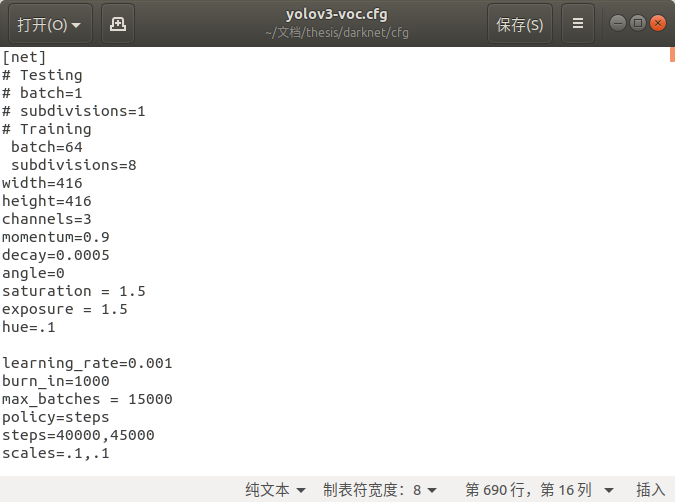 打开(O)
yolov3-voc.cfg
~/文档/thesis/darknet/cfg
保存(S)
[net]
# Testing
# batch=1
# subdivisions=1
# Training
 batch=64
 subdivisions=8
width=416
height=416
channels=3
momentum=0.9
decay=0.0005
angle=0
saturation = 1.5
exposure = 1.5
hue=.1

learning_rate=0.001
burn_in=1000
max_batches = 15000
policy=steps
steps=40000,45000
scales=.1,.1
纯文本 制表符宽度：8 第 690 行，第 16 列 插入